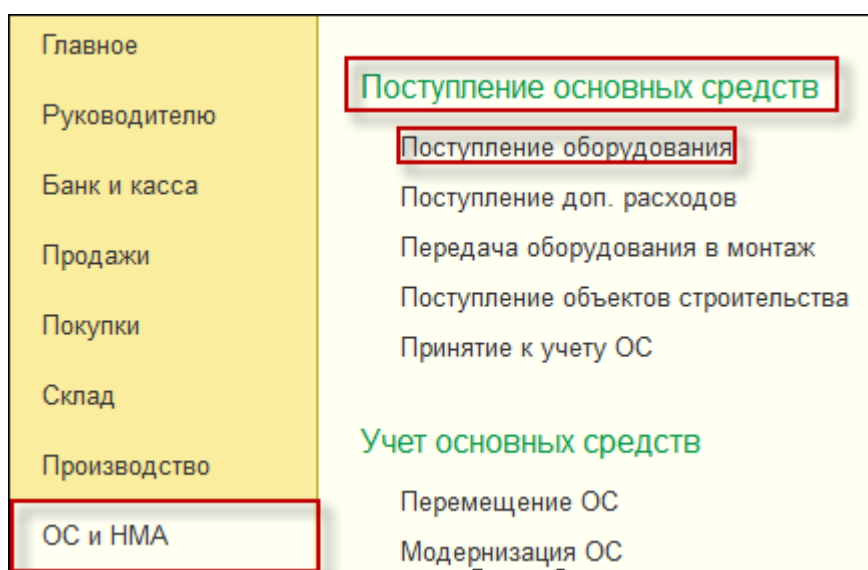 Главное
Руководителю
Банк и касса
Продажи
Покупки
Склад
Производство
ОС и НМА
Поступление основных средств
Поступление оборудования
Поступление доп. расходов
Передача оборудования в монтаж
Поступление объектов строительства
Принятие к учету ОС
Учет основных средств
Перемещение ОС
Модернизация ОС